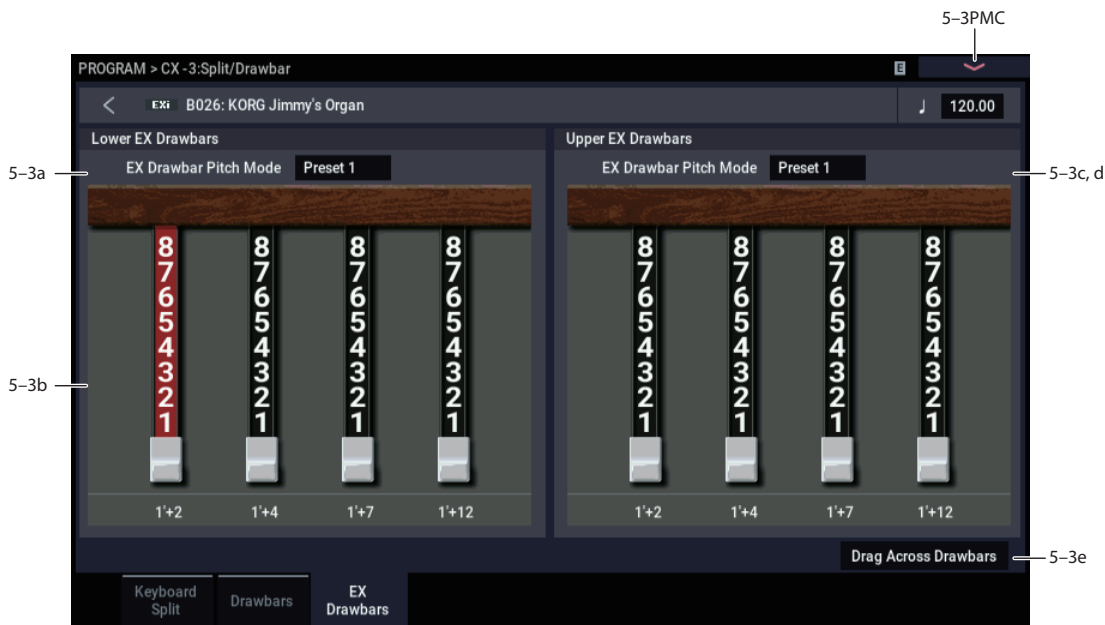 5–3PMC
PROGRAM > CX -3:Split/Drawbar
E
EXi B026: KORG Jimmy's Organ
♩ 120.00
Lower EX Drawbars
Upper EX Drawbars
5–3a
EX Drawbar Pitch Mode Preset 1
EX Drawbar Pitch Mode Preset 1
5–3c, d
8 8 8 8 8 8 8 8
7 7 7 7 7 7 7 7
6 6 6 6 6 6 6 6
5 5 5 5 5 5 5 5
4 4 4 4 4 4 4 4
5–3b
3 3 3 3 3 3 3 3
2 2 2 2 2 2 2 2
1 1 1 1 1 1 1 1
1'+2 1'+4 1'+7 1'+12
1'+2 1'+4 1'+7 1'+12
Drag Across Drawbars
5–3e
Keyboard
Split
Drawbars
EX
Drawbars